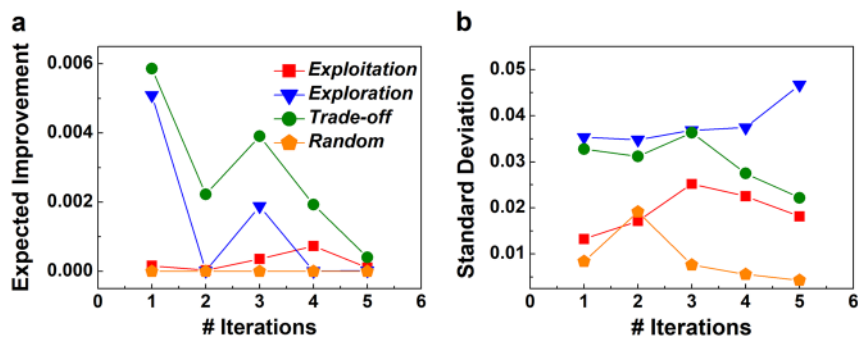 a
Expected Improvement
0.006
0.004
0.002
0.000
Exploitation
Exploration
Trade-off
Random
0 1 2 3 4 5 6
# Iterations
b
Standard Deviation
0.05
0.04
0.03
0.02
0.01
0 1 2 3 4 5 6
# Iterations